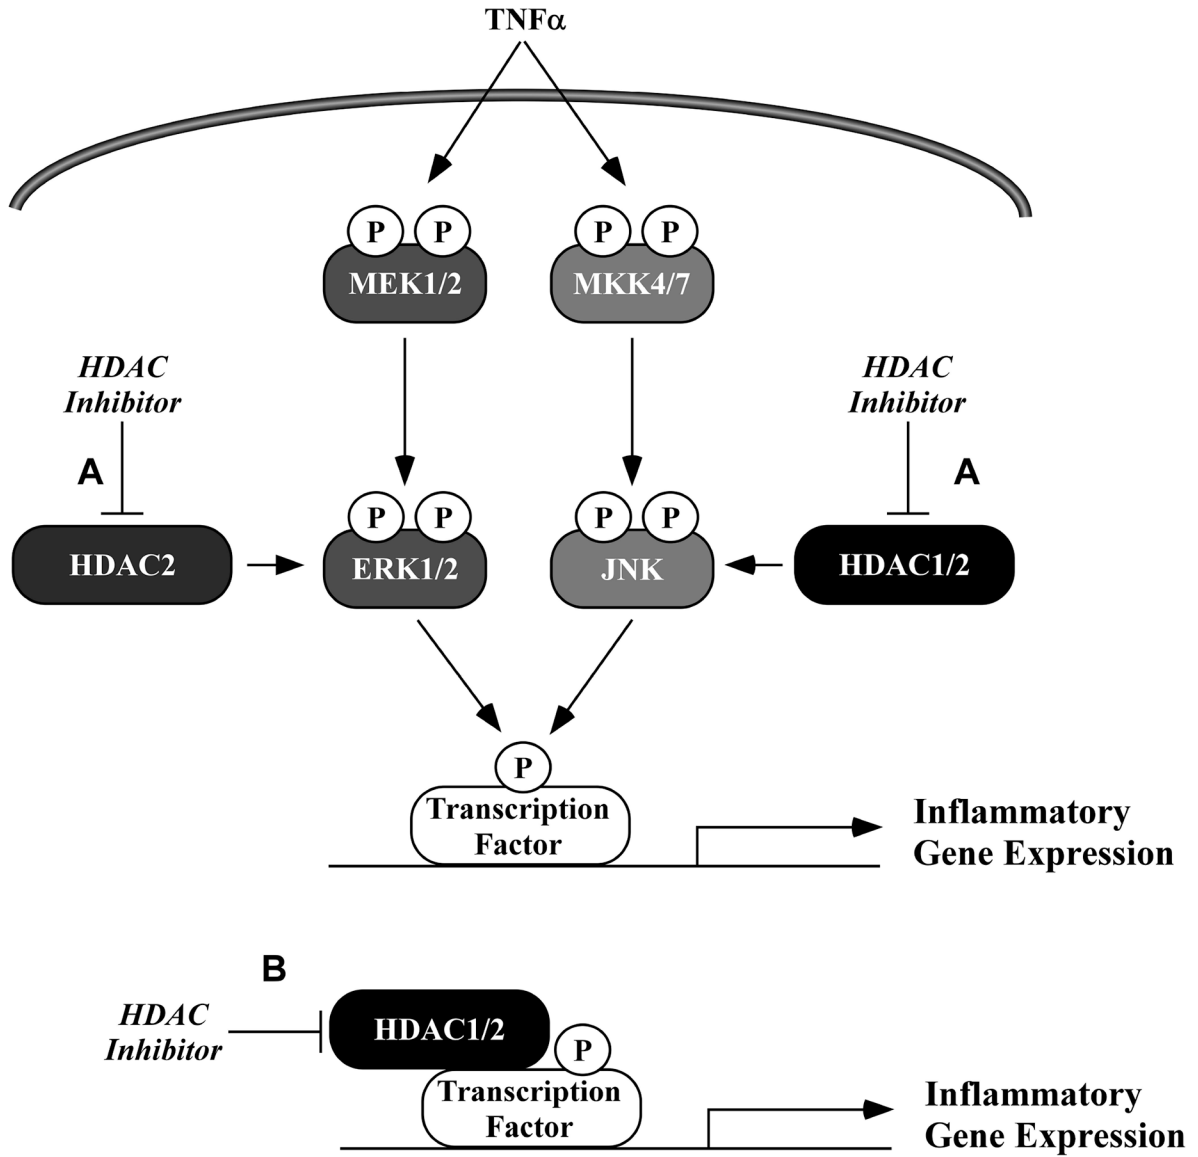 TNFα
P P
MEK1/2
P P
MKK4/7
HDAC
Inhibitor
HDAC
Inhibitor
A
A
P P
P P
HDAC2
ERK1/2
JNK
HDAC1/2
P
Transcription
Factor
Inflammatory
Gene Expression
B
HDAC
Inhibitor
HDAC1/2
P
Transcription
Factor
Inflammatory
Gene Expression